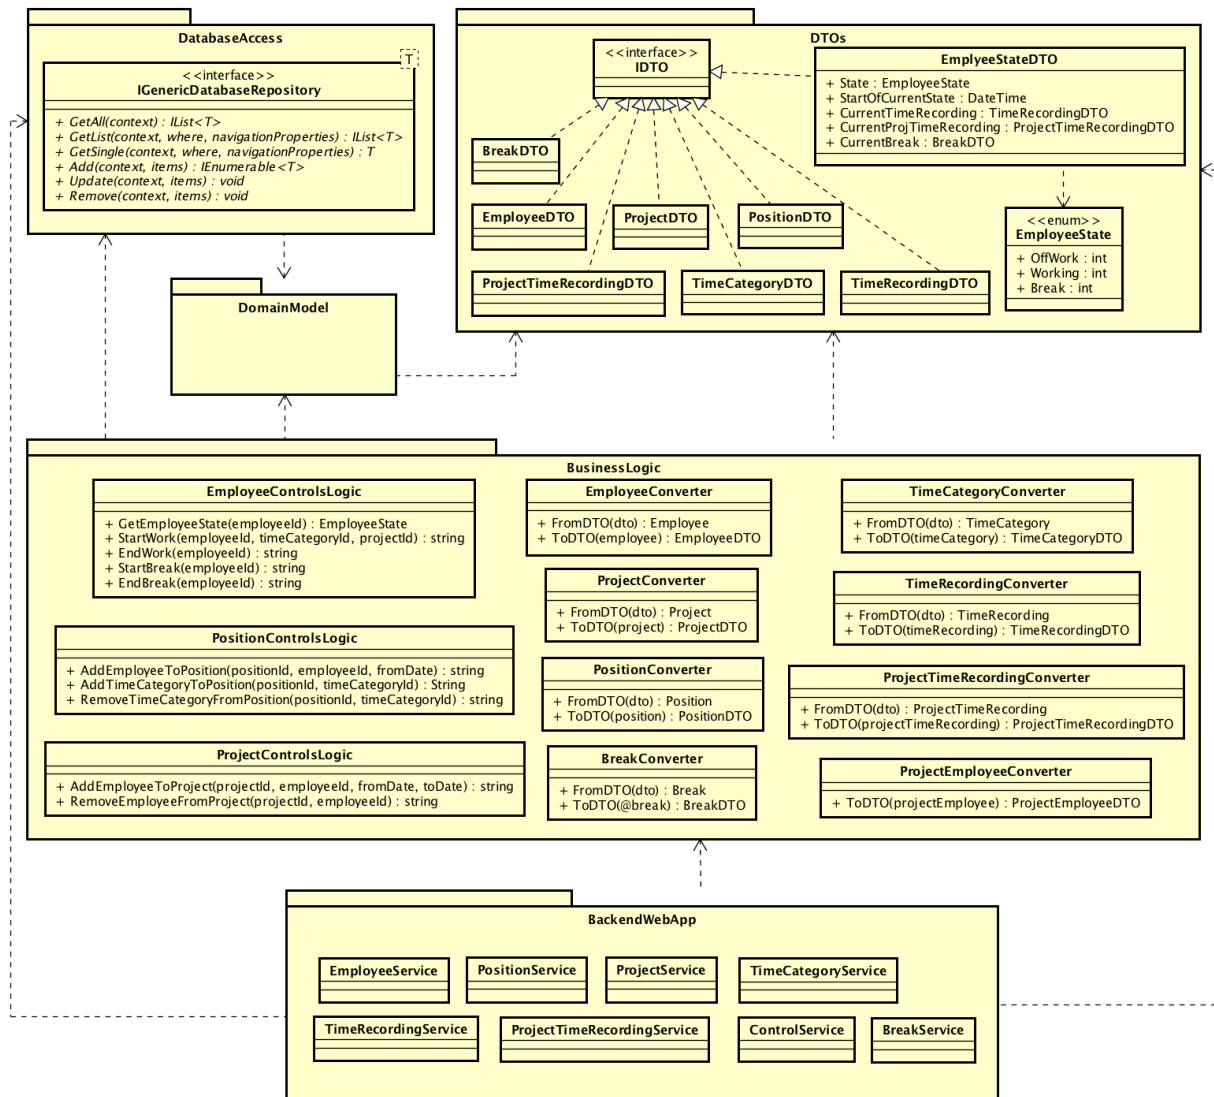 DatabaseAccess
T
<<interface>>
IGenericDatabaseRepository
+ GetAll(context) : IList<T>
+ GetList(context, where, navigationProperties) : IList<T>
+ GetSingle(context, where, navigationProperties) : T
+ Add(context, items) : IEnumerable<T>
+ Update(context, items) : void
+ Remove(context, items) : void
DTOs
<<interface>>
IDTO
EmplyeeStateDTO
+ State : EmployeeState
+ StartOfCurrentState : DateTime
+ CurrentTimeRecording : TimeRecordingDTO
+ CurrentProjTimeRecording : ProjectTimeRecordingDTO
+ CurrentBreak : BreakDTO
BreakDTO
EmployeeDTO
ProjectDTO
PositionDTO
<<enum>>
EmployeeState
+ OffWork : int
+ Working : int
+ Break : int
ProjectTimeRecordingDTO
TimeCategoryDTO
TimeRecordingDTO
DomainModel
BusinessLogic
EmployeeControlsLogic
+ GetEmployeeState(employeeId) : EmployeeState
+ StartWork(employeeId, timeCategoryId, projectId) : string
+ EndWork(employeeId) : string
+ StartBreak(employeeId) : string
+ EndBreak(employeeId) : string
PositionControlsLogic
+ AddEmployeeToPosition(positionId, employeeId, fromDate) : string
+ AddTimeCategoryToPosition(positionId, timeCategoryId) : String
+ RemoveTimeCategoryFromPosition(positionId, timeCategoryId) : string
ProjectControlsLogic
+ AddEmployeeToProject(projectId, employeeId, fromDate, toDate) : string
+ RemoveEmployeeFromProject(projectId, employeeId) : string
EmployeeConverter
+ FromDTO(dto) : Employee
+ ToDTO(employee) : EmployeeDTO
ProjectConverter
+ FromDTO(dto) : Project
+ ToDTO(project) : ProjectDTO
PositionConverter
+ FromDTO(dto) : Position
+ ToDTO(position) : PositionDTO
BreakConverter
+ FromDTO(dto) : Break
+ ToDTO(@break) : BreakDTO
TimeCategoryConverter
+ FromDTO(dto) : TimeCategory
+ ToDTO(timeCategory) : TimeCategoryDTO
TimeRecordingConverter
+ FromDTO(dto) : TimeRecording
+ ToDTO(timeRecording) : TimeRecordingDTO
ProjectTimeRecordingConverter
+ FromDTO(dto) : ProjectTimeRecording
+ ToDTO(projectTimeRecording) : ProjectTimeRecordingDTO
ProjectEmployeeConverter
+ ToDTO(projectEmployee) : ProjectEmployeeDTO
BackendWebApp
EmployeeService
PositionService
ProjectService
TimeCategoryService
TimeRecordingService
ProjectTimeRecordingService
ControlService
BreakService